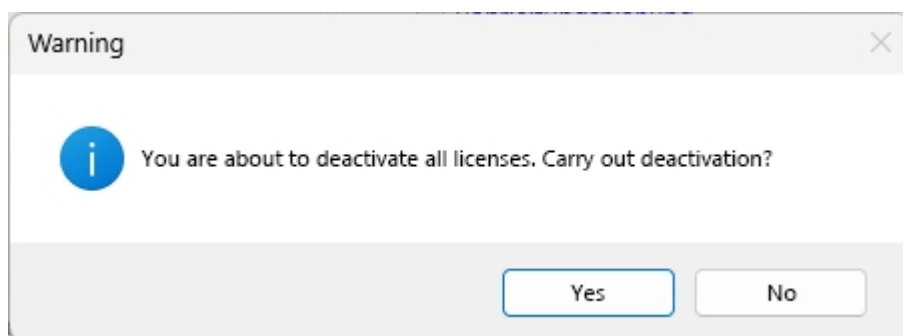 Warning
You are about to deactivate all licenses. Carry out deactivation?
Yes
No